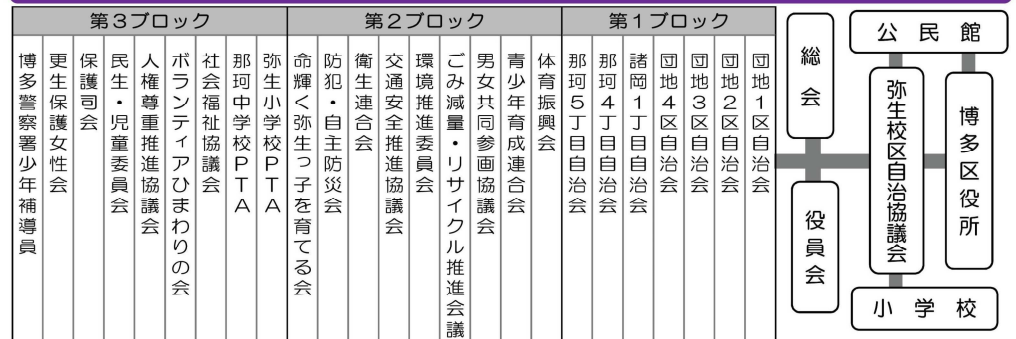 公民館
弥生校区自治協議会
博多区役所
小学校
総会
役員会
第1ブロック
団地1区自治会
団地2区自治会
団地3区自治会
団地4区自治会
諸岡1丁目自治会
那珂4丁目自治会
那珂5丁目自治会
第2ブロック
体育振興会
青少年育成連合会
男女共同参画協議会
ごみ減量・リサイクル推進会議
環境推進委員会
交通安全推進協議会
衛生連合会
防犯・自主防災会
命輝く弥生っ子を育てる会
第3ブロック
弥生小学校PTA
那珂中学校PTA
社会福祉協議会
ボランティアひまわりの会
人権尊重推進協議会
民生・児童委員会
保護司会
更生保護女性会
博多警察署少年補導員